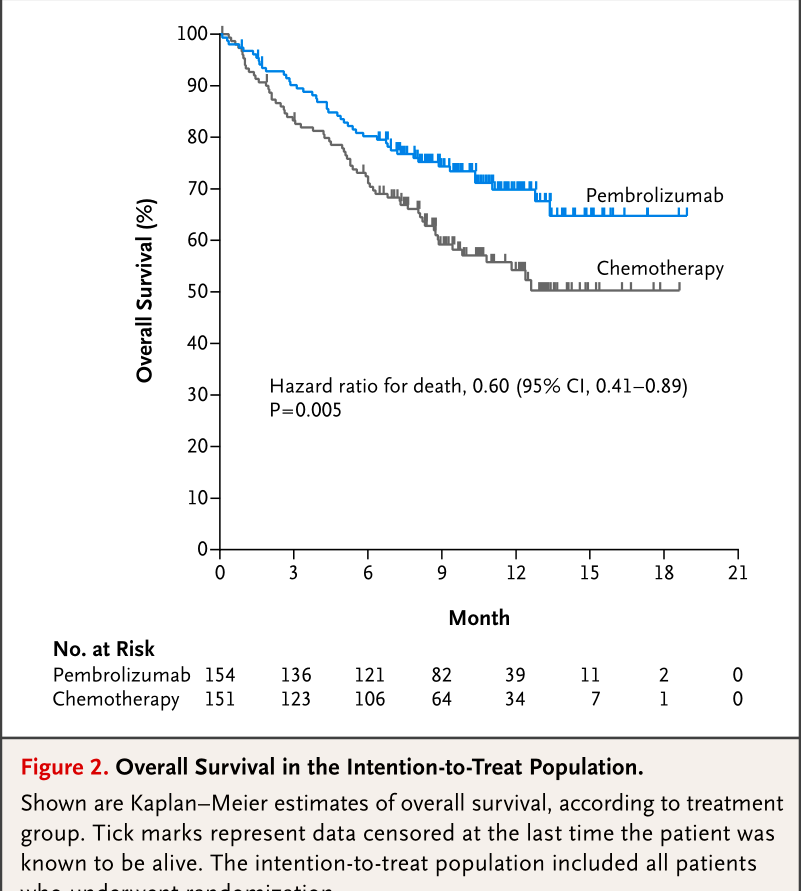 100
90
80
70
60
50
40
30
20
10
0
Overall Survival (%)
Pembrolizumab
Chemotherapy
Hazard ratio for death, 0.60 (95% CI, 0.41–0.89)
P=0.005
0 3 6 9 12 15 18 21
Month
No. at Risk
Pembrolizumab 154 136 121 82 39 11 2 0
Chemotherapy 151 123 106 64 34 7 1 0
Figure 2. Overall Survival in the Intention-to-Treat Population.
Shown are Kaplan–Meier estimates of overall survival, according to treatment
group. Tick marks represent data censored at the last time the patient was
known to be alive. The intention-to-treat population included all patients
who underwent randomization.